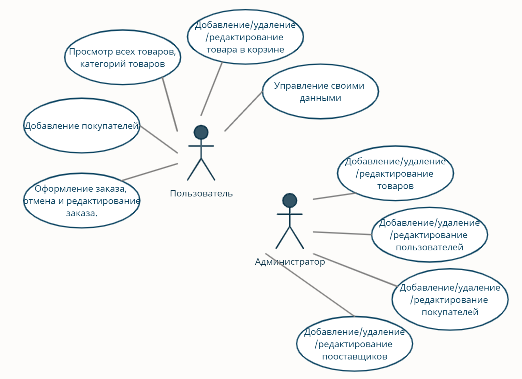 Добавление/удаление
/редактирование
товара в корзине
Просмотр всех товаров,
категорий товаров
Управление своими
данными
Добавление покупателей
Оформление заказа,
отмена и редактирование
заказа.
Пользователь
Добавление/удаление
/редактирование
товаров
Добавление/удаление
/редактирование
пользователей
Администратор
Добавление/удаление
/редактирование
покупателей
Добавление/удаление
/редактирование
пооставщиков